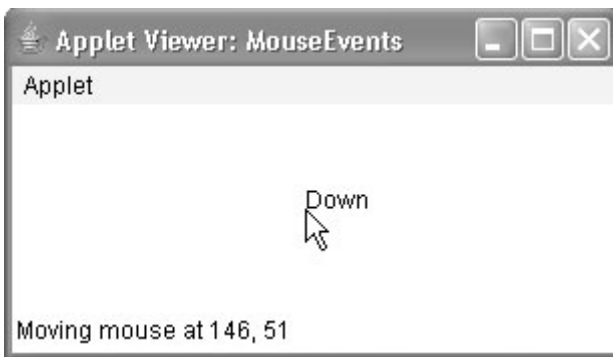 Applet Viewer: MouseEvents
Applet
Down
Moving mouse at 146, 51